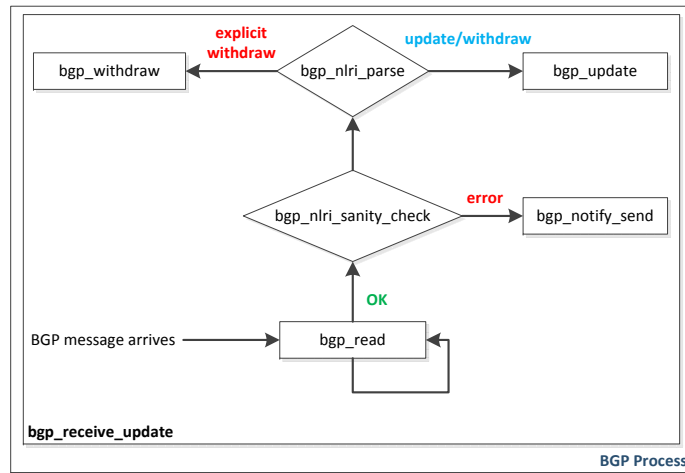 explicit
withdraw
update/withdraw
bgp_withdraw
bgp_nlri_parse
bgp_update
bgp_nlri_sanity_check
error
bgp_notify_send
OK
BGP message arrives
bgp_read
bgp_receive_update
BGP Process